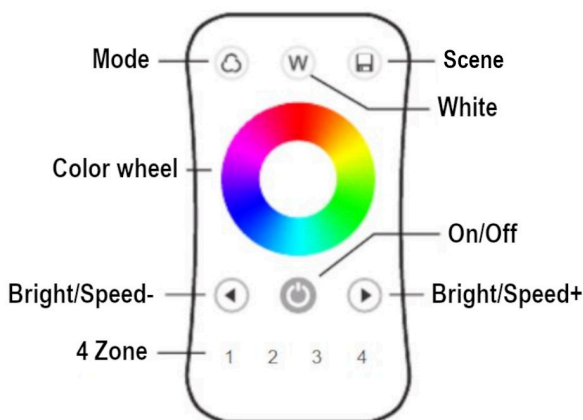 Mode
W
Scene
White
Color wheel
On/Off
Bright/Speed-
Bright/Speed+
4 Zone
1 2 3 4